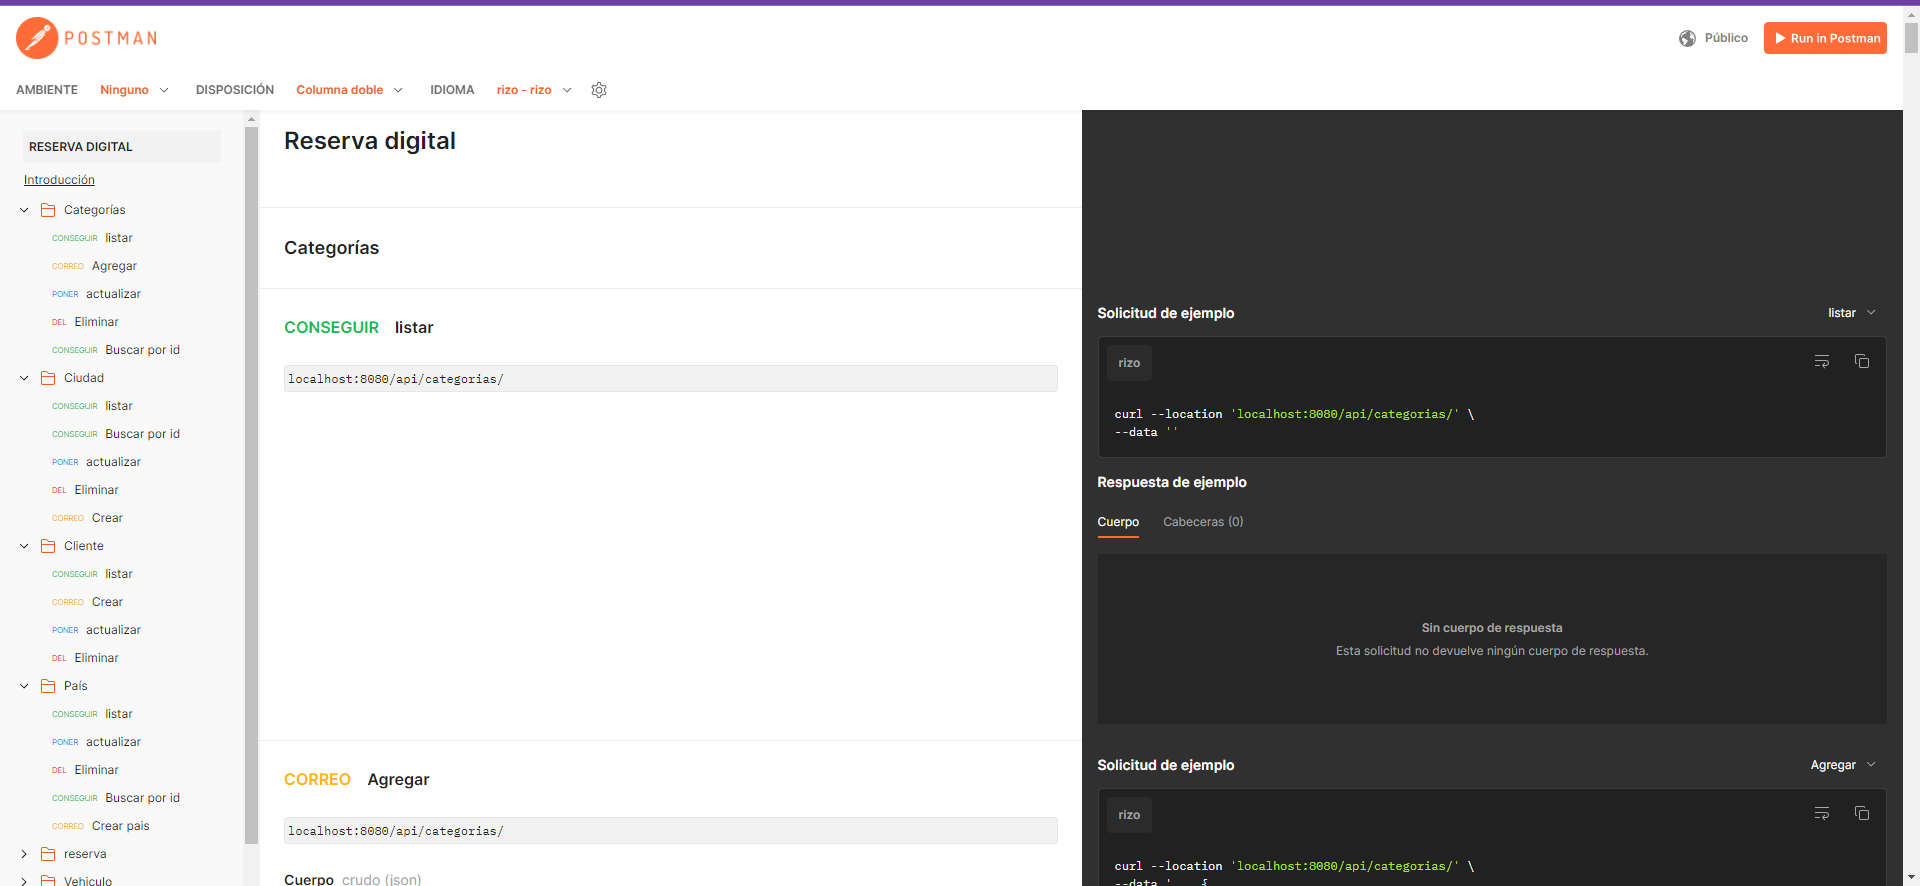 POSTMAN
Público
Run in Postman
AMBIENTE Ninguno DISPOSICIÓN Columna doble IDIOMA rizo - rizo
RESERVA DIGITAL
Introducción
Categorías
CONSEGUIR listar
CORREO Agregar
PONER actualizar
DEL Eliminar
CONSEGUIR Buscar por id
Ciudad
CONSEGUIR listar
CONSEGUIR Buscar por id
PONER actualizar
DEL Eliminar
CORREO Crear
Cliente
CONSEGUIR listar
CORREO Crear
PONER actualizar
DEL Eliminar
País
CONSEGUIR listar
PONER actualizar
DEL Eliminar
CONSEGUIR Buscar por id
CORREO Crear pais
reserva
Vehiculo
Reserva digital
Categorías
CONSEGUIR listar
localhost:8080/api/categorias/
CORREO Agregar
localhost:8080/api/categorias/
Cuerpo crudo (json)
Solicitud de ejemplo
listar
rizo
curl --location 'localhost:8080/api/categorias/' \
--data ''
Respuesta de ejemplo
Cuerpo Cabeceras (0)
Sin cuerpo de respuesta
Esta solicitud no devuelve ningún cuerpo de respuesta.
Solicitud de ejemplo
Agregar
rizo
curl --location 'localhost:8080/api/categorias/' \
--data ' {